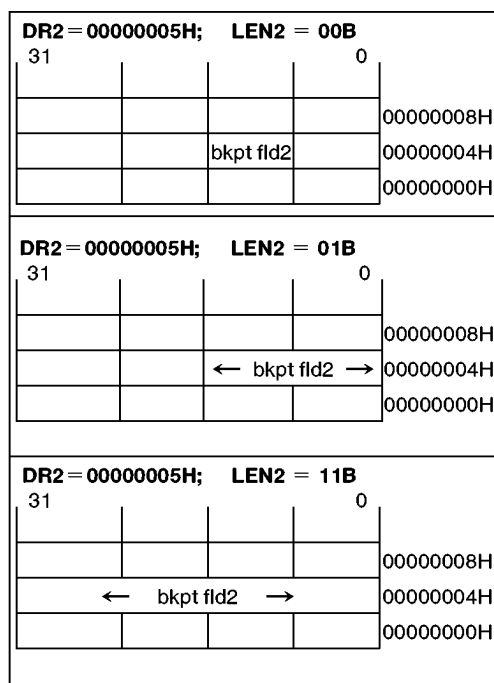 DR2=00000005H; LEN2 = 00B
31 0
00000008H
bkpt fld2 00000004H
00000000H
DR2=00000005H; LEN2 = 01B
31 0
00000008H
← bkpt fld2 → 00000004H
00000000H
DR2=00000005H; LEN2 = 11B
31 0
00000008H
← bkpt fld2 → 00000004H
00000000H